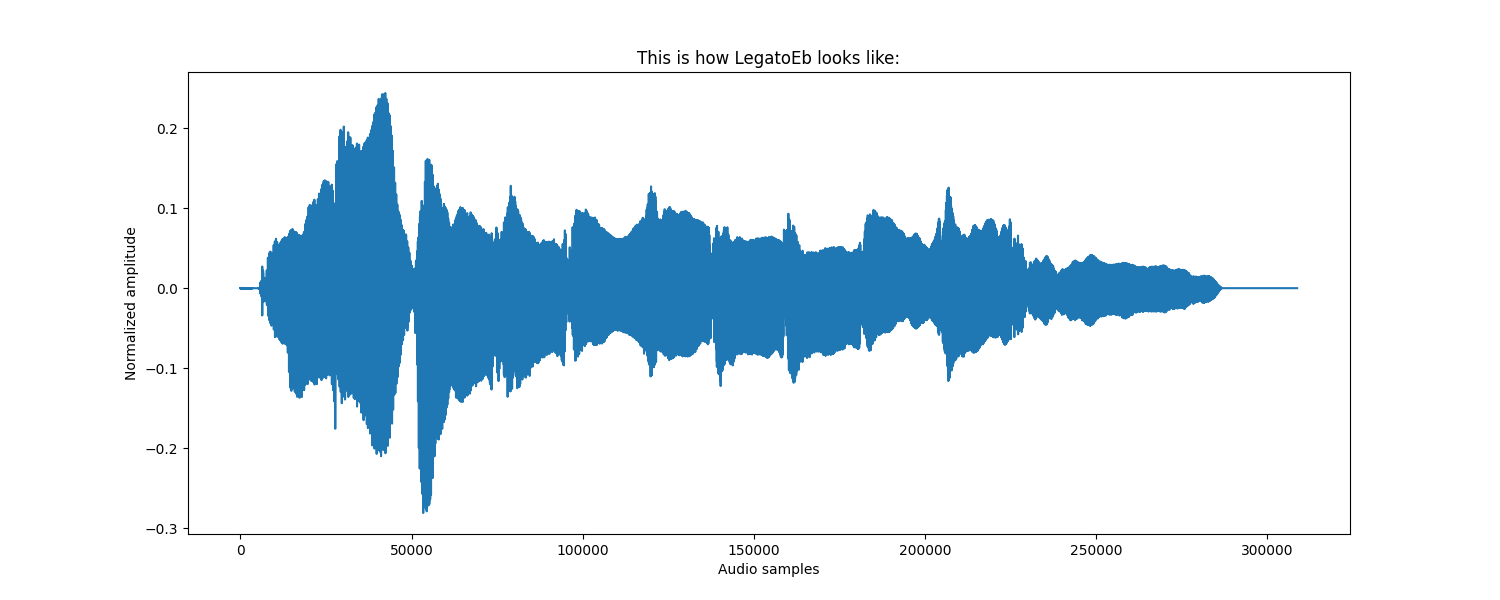 This is how LegatoEb looks like:
Normalized amplitude
0.2
0.1
0.0
−0.1
−0.2
−0.3
0 50000 100000 150000 200000 250000 300000
Audio samples